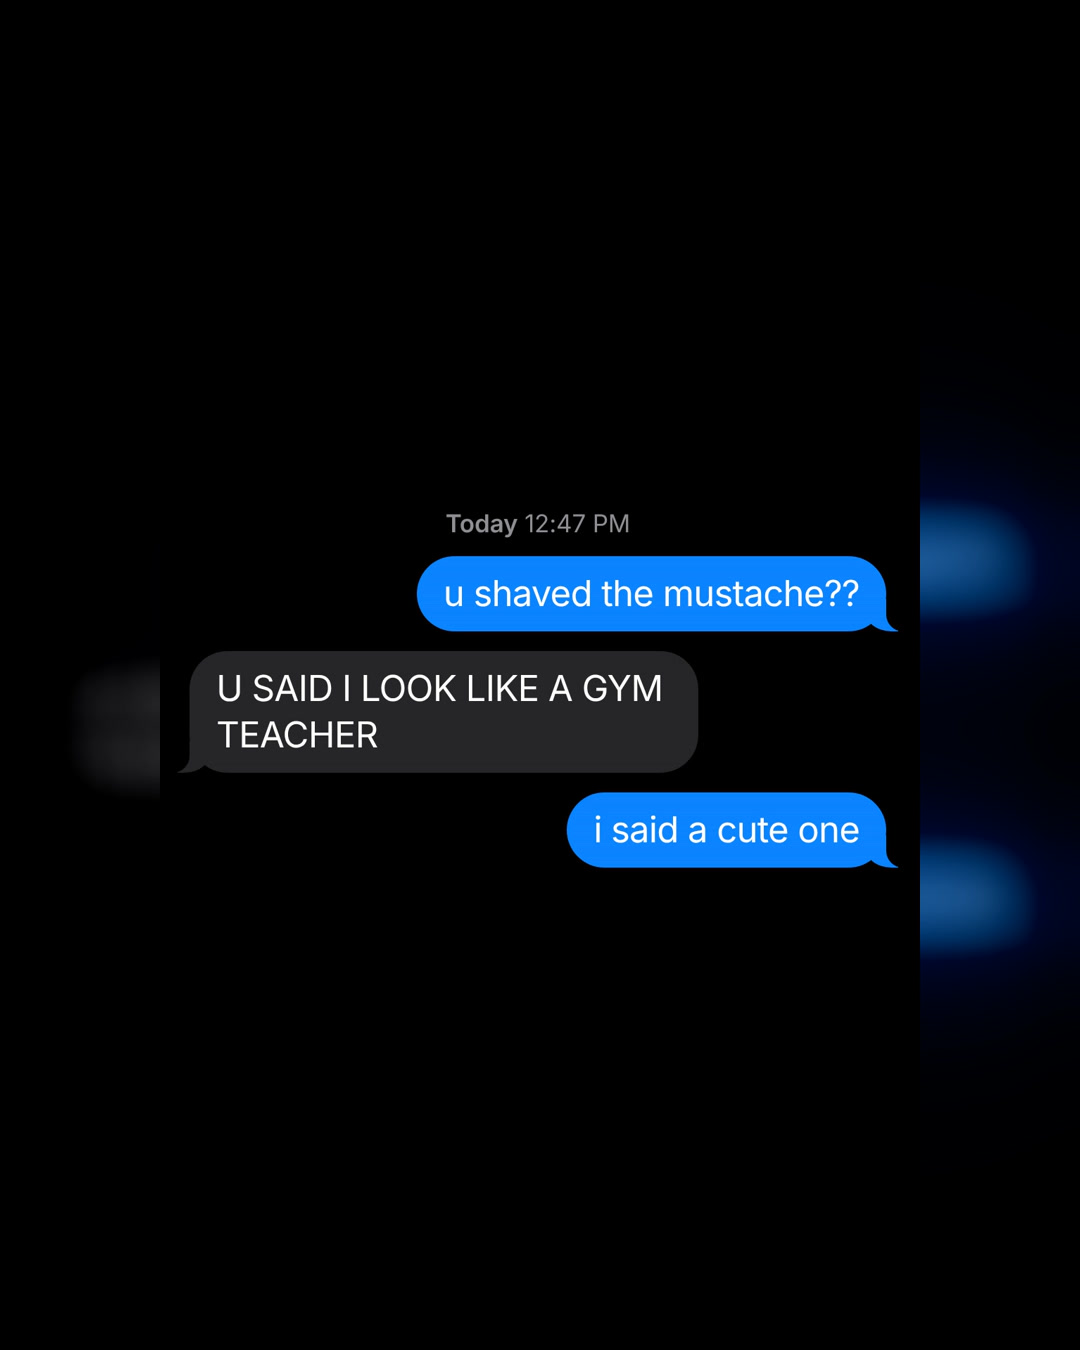 Today 12:47 PM
u shaved the mustache??
U SAID I LOOK LIKE A GYM
TEACHER
i said a cute one